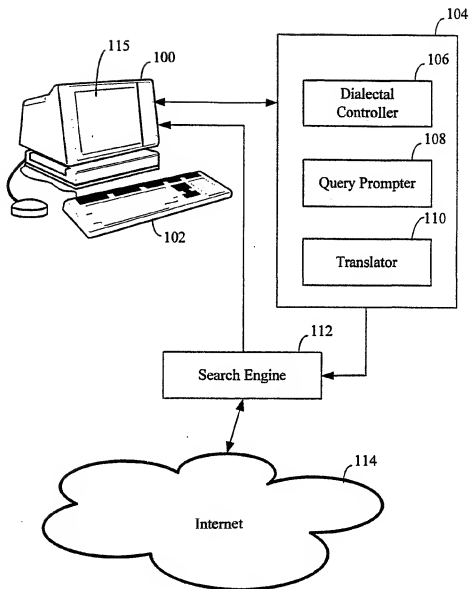 104
115
100
106
Dialectal
Controller
108
Query Prompter
110
Translator
102
112
Search Engine
114
Internet